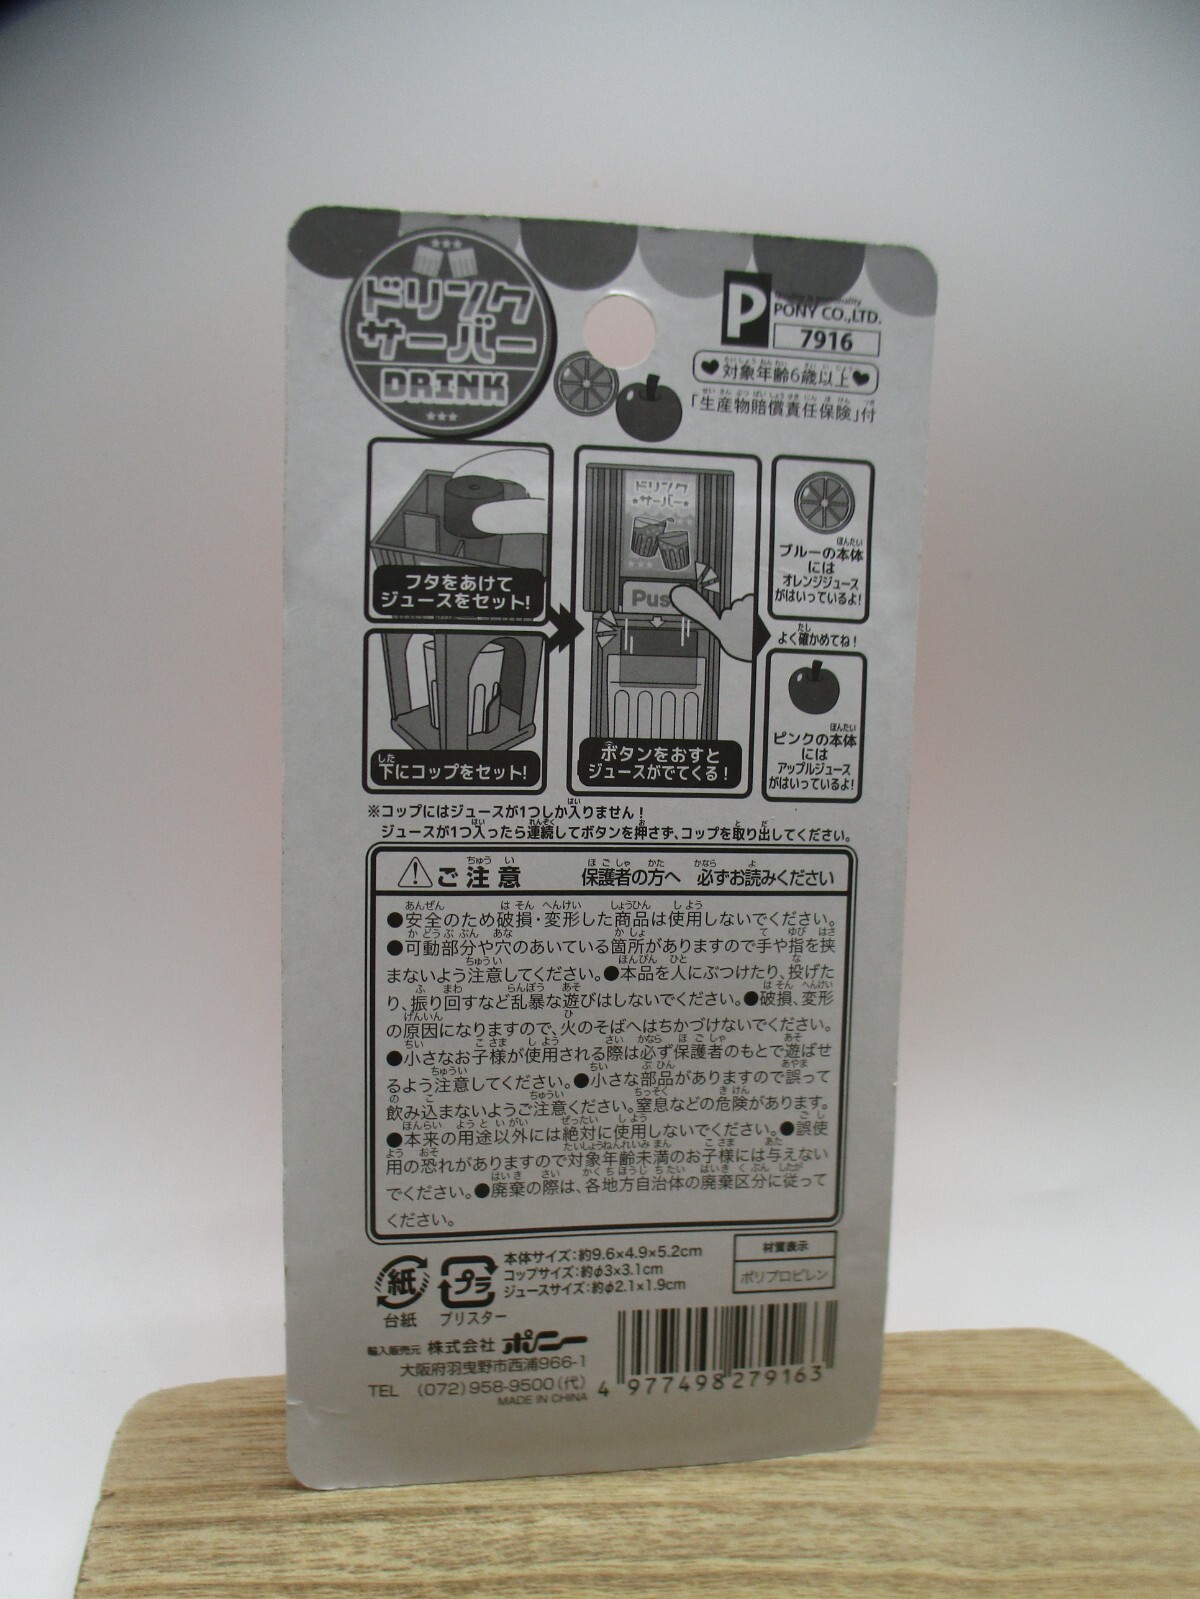 ドリンク
サーバー
DRINK
P
PONY CO.,LTD.
7916
対象年齢6歳以上
「生産物賠償責任保険」付
フタをあけて
ジュースをセット!
下にコップをセット!
ドリンク
サーバー
Pus
ボタンをおすと
ジュースがでてくる!
ブルーの本体
には
オレンジジュース
がはいっているよ!
よく確かめてね!
ピンクの本体
には
アップルジュース
がはいっているよ!
※コップにはジュースが1つしか入りません!
ジュースが1つ入ったら連続してボタンを押さず、コップを取り出してください。
ご注意 保護者の方へ 必ずお読みください
●安全のため破損・変形した商品は使用しないでください。
●可動部分や穴のあいている箇所がありますので手や指を挟
まないよう注意してください。●本品を人にぶつけたり、投げた
り、振り回すなど乱暴な遊びはしないでください。●破損、変形
の原因になりますので、火のそばへはちかづけないでください。
●小さなお子様が使用される際は必ず保護者のもとで遊ばせ
るよう注意してください。●小さな部品がありますので誤って
飲み込まないようご注意ください。窒息などの危険があります。
●本来の用途以外には絶対に使用しないでください。●誤使
用の恐れがありますので対象年齢未満のお子様には与えない
でください。●廃棄の際は、各地方自治体の廃棄区分に従って
ください。
紙
台紙
プラ
ブリスター
本体サイズ:約9.6×4.9×5.2cm
コップサイズ:約φ3×3.1cm
ジュースサイズ:約φ2.1×1.9cm
材質表示
ポリプロピレン
輸入販売元 株式会社 ポニー
大阪府羽曳野市西浦966-1
TEL (072)958-9500(代)
MADE IN CHINA
4 977498 279163